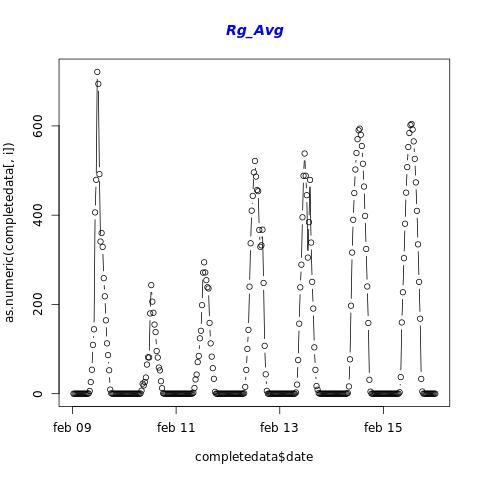 Rg_Avg
as.numeric(completedata[, i])
600
400
200
0
feb 09 feb 11 feb 13 feb 15
completedata$date